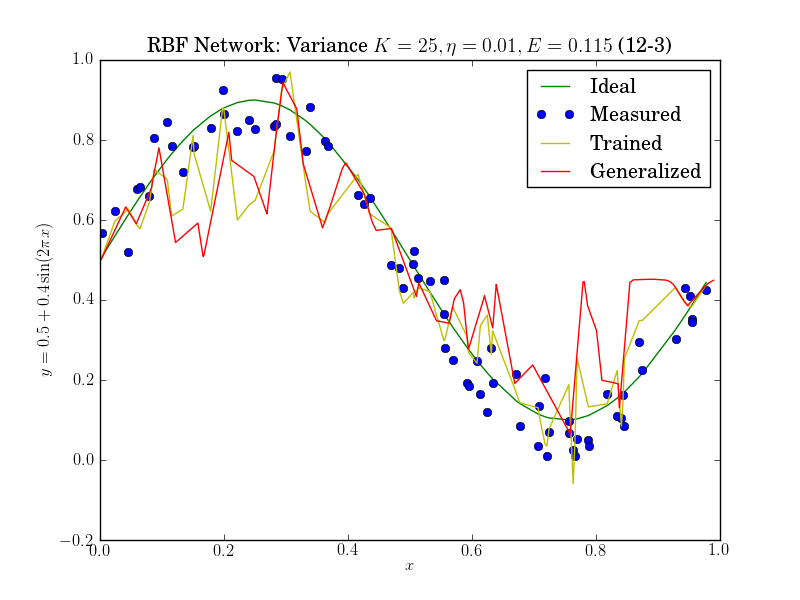 RBF Network: Variance K = 25, η = 0.01, E = 0.115 (12-3)
Ideal
Measured
Trained
Generalized
y = 0.5 + 0.4 sin(2πx)
1.0
0.8
0.6
0.4
0.2
0.0
−0.2
0.0 0.2 0.4 0.6 0.8 1.0
x